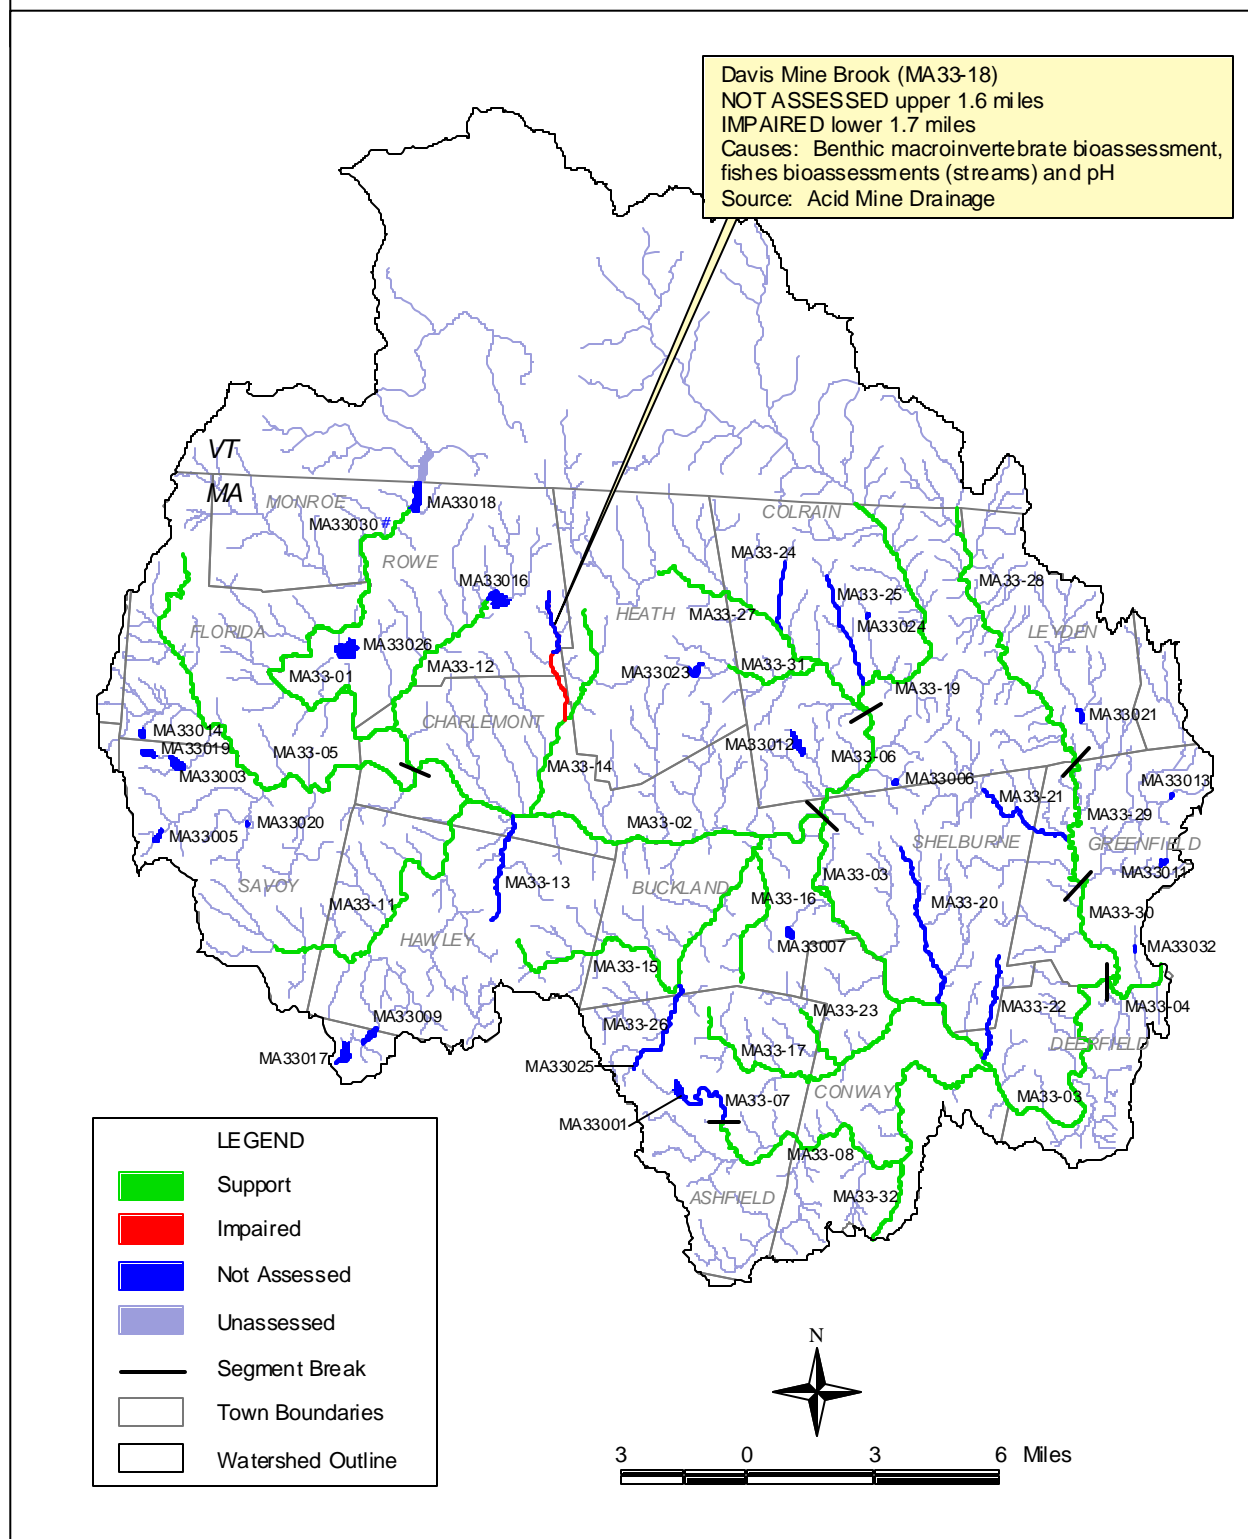 Davis Mine Brook (MA33-18)
NOT ASSESSED upper 1.6 miles
IMPAIRED lower 1.7 miles
Causes: Benthic macroinvertebrate bioassessment,
fishes bioassessments (streams) and pH
Source: Acid Mine Drainage
VT
MA
MONROE
MA33018
MA33030 #
COLRAIN
ROWE
MA33-24
MA33016
MA33-25
MA33-28
HEATH
MA33-27
MA33024
FLORIDA
LEYDEN
MA33026
MA33-12
MA33-31
MA33023
MA33-01
MA33-19
CHARLEMONT
MA33021
MA33014
MA33019
MA33-05
MA33012
MA33-06
MA33003
MA33-14
MA33006
MA33013
MA33-21
MA33005
MA33020
MA33-02
MA33-29
SHELBURNE
GREENFIELD
MA33011
SAVOY
MA33-13
BUCKLAND
MA33-03
MA33-16
MA33-20
MA33-11
MA33-30
HAWLEY
MA33007
MA33032
MA33-15
MA33-22
MA33-04
MA33009
MA33-26
MA33-23
DEERFIELD
MA33017
MA33025
MA33-17
CONWAY
MA33-03
MA33001
MA33-07
MA33-08
ASHFIELD
MA33-32
LEGEND
Support
Impaired
Not Assessed
Unassessed
Segment Break
Town Boundaries
Watershed Outline
N
3 0 3 6 Miles